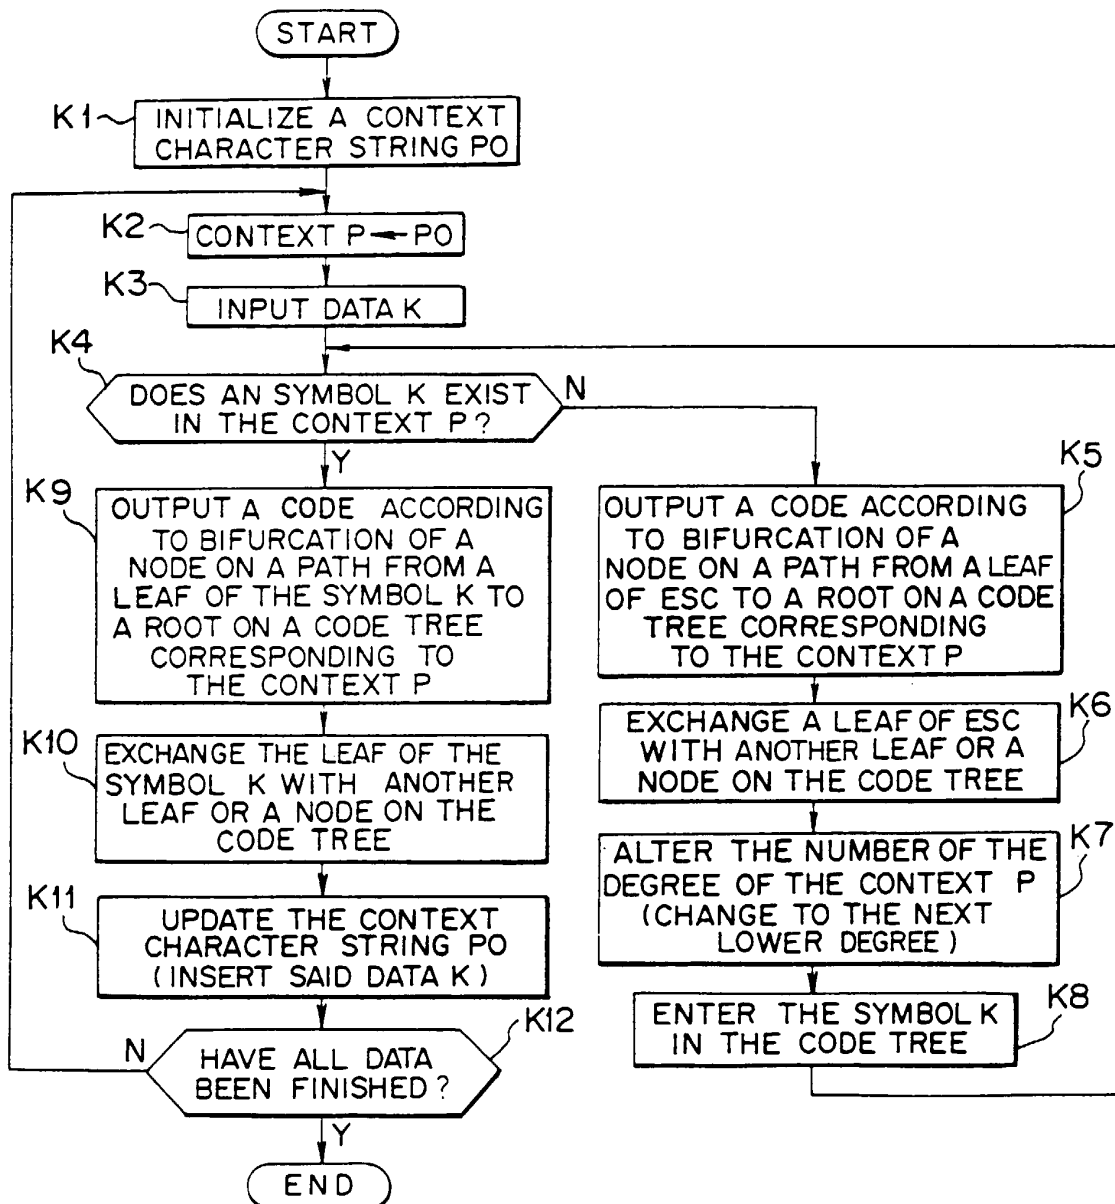 START
K1
INITIALIZE A CONTEXT
CHARACTER STRING PO
K2
CONTEXT P ← PO
K3
INPUT DATA K
K4
DOES AN SYMBOL K EXIST
IN THE CONTEXT P?
N
Y
K9
OUTPUT A CODE ACCORDING
TO BIFURCATION OF A
NODE ON A PATH FROM A
LEAF OF THE SYMBOL K TO
A ROOT ON A CODE TREE
CORRESPONDING TO
THE CONTEXT P
K10
EXCHANGE THE LEAF OF THE
SYMBOL K WITH ANOTHER
LEAF OR A NODE ON THE
CODE TREE
K11
UPDATE THE CONTEXT
CHARACTER STRING PO
(INSERT SAID DATA K)
K12
N
HAVE ALL DATA
BEEN FINISHED?
Y
END
K5
OUTPUT A CODE ACCORDING
TO BIFURCATION OF A
NODE ON A PATH FROM A LEAF
OF ESC TO A ROOT ON A CODE
TREE CORRESPONDING
TO THE CONTEXT P
K6
EXCHANGE A LEAF OF ESC
WITH ANOTHER LEAF OR A
NODE ON THE CODE TREE
K7
ALTER THE NUMBER OF THE
DEGREE OF THE CONTEXT P
(CHANGE TO THE NEXT
LOWER DEGREE)
K8
ENTER THE SYMBOL K
IN THE CODE TREE